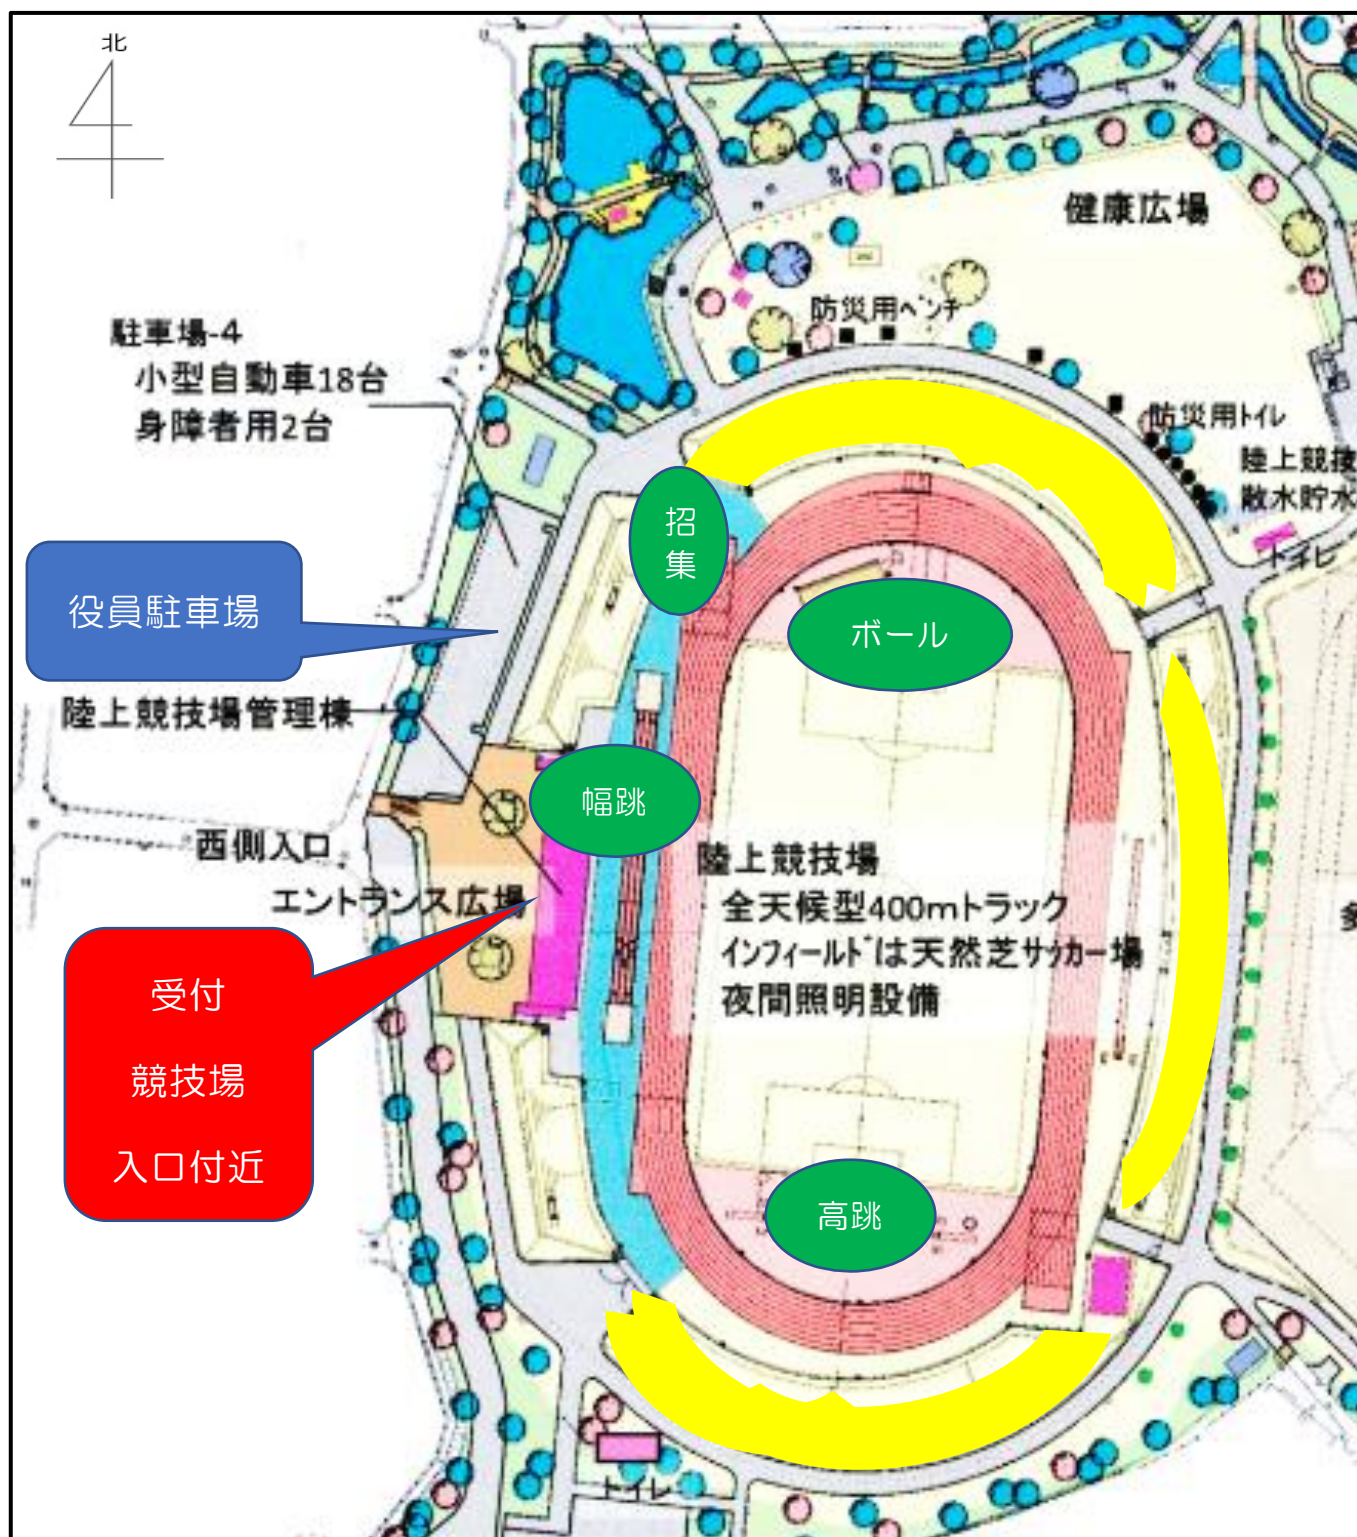 北
健康広場
防災用ベンチ
駐車場-4
小型自動車18台
身障者用2台
防災用トイレ
陸上競技
散水貯水
トイレ
招
集
役員駐車場
ボール
陸上競技場管理棟
幅跳
西側入口
エントランス広場
陸上競技場
全天候型400mトラック
インフィールドは天然芝サッカー場
夜間照明設備
受付
競技場
入口付近
高跳
トイレ